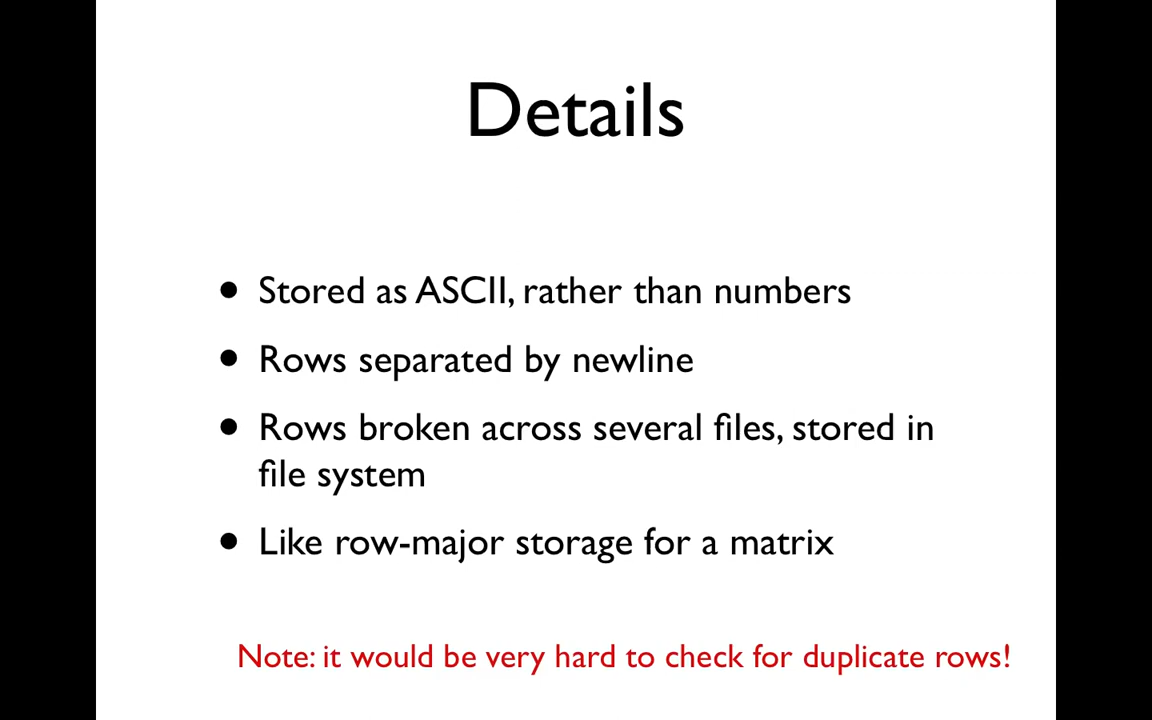 Details
• Stored as ASCII, rather than numbers
• Rows separated by newline
• Rows broken across several files, stored in
file system
• Like row-major storage for a matrix
Note: it would be very hard to check for duplicate rows!